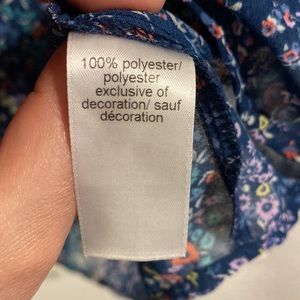 100% polyester/
polyester
exclusive of
decoration/ sauf
décoration